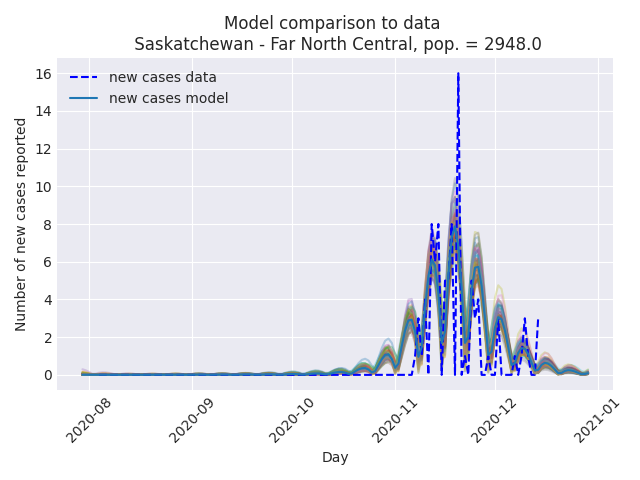 Model comparison to data
Saskatchewan - Far North Central, pop. = 2948.0
new cases data
new cases model
Number of new cases reported
16
14
12
10
8
6
4
2
0
2020-08
2020-09
2020-10
2020-11
2020-12
2021-01
Day